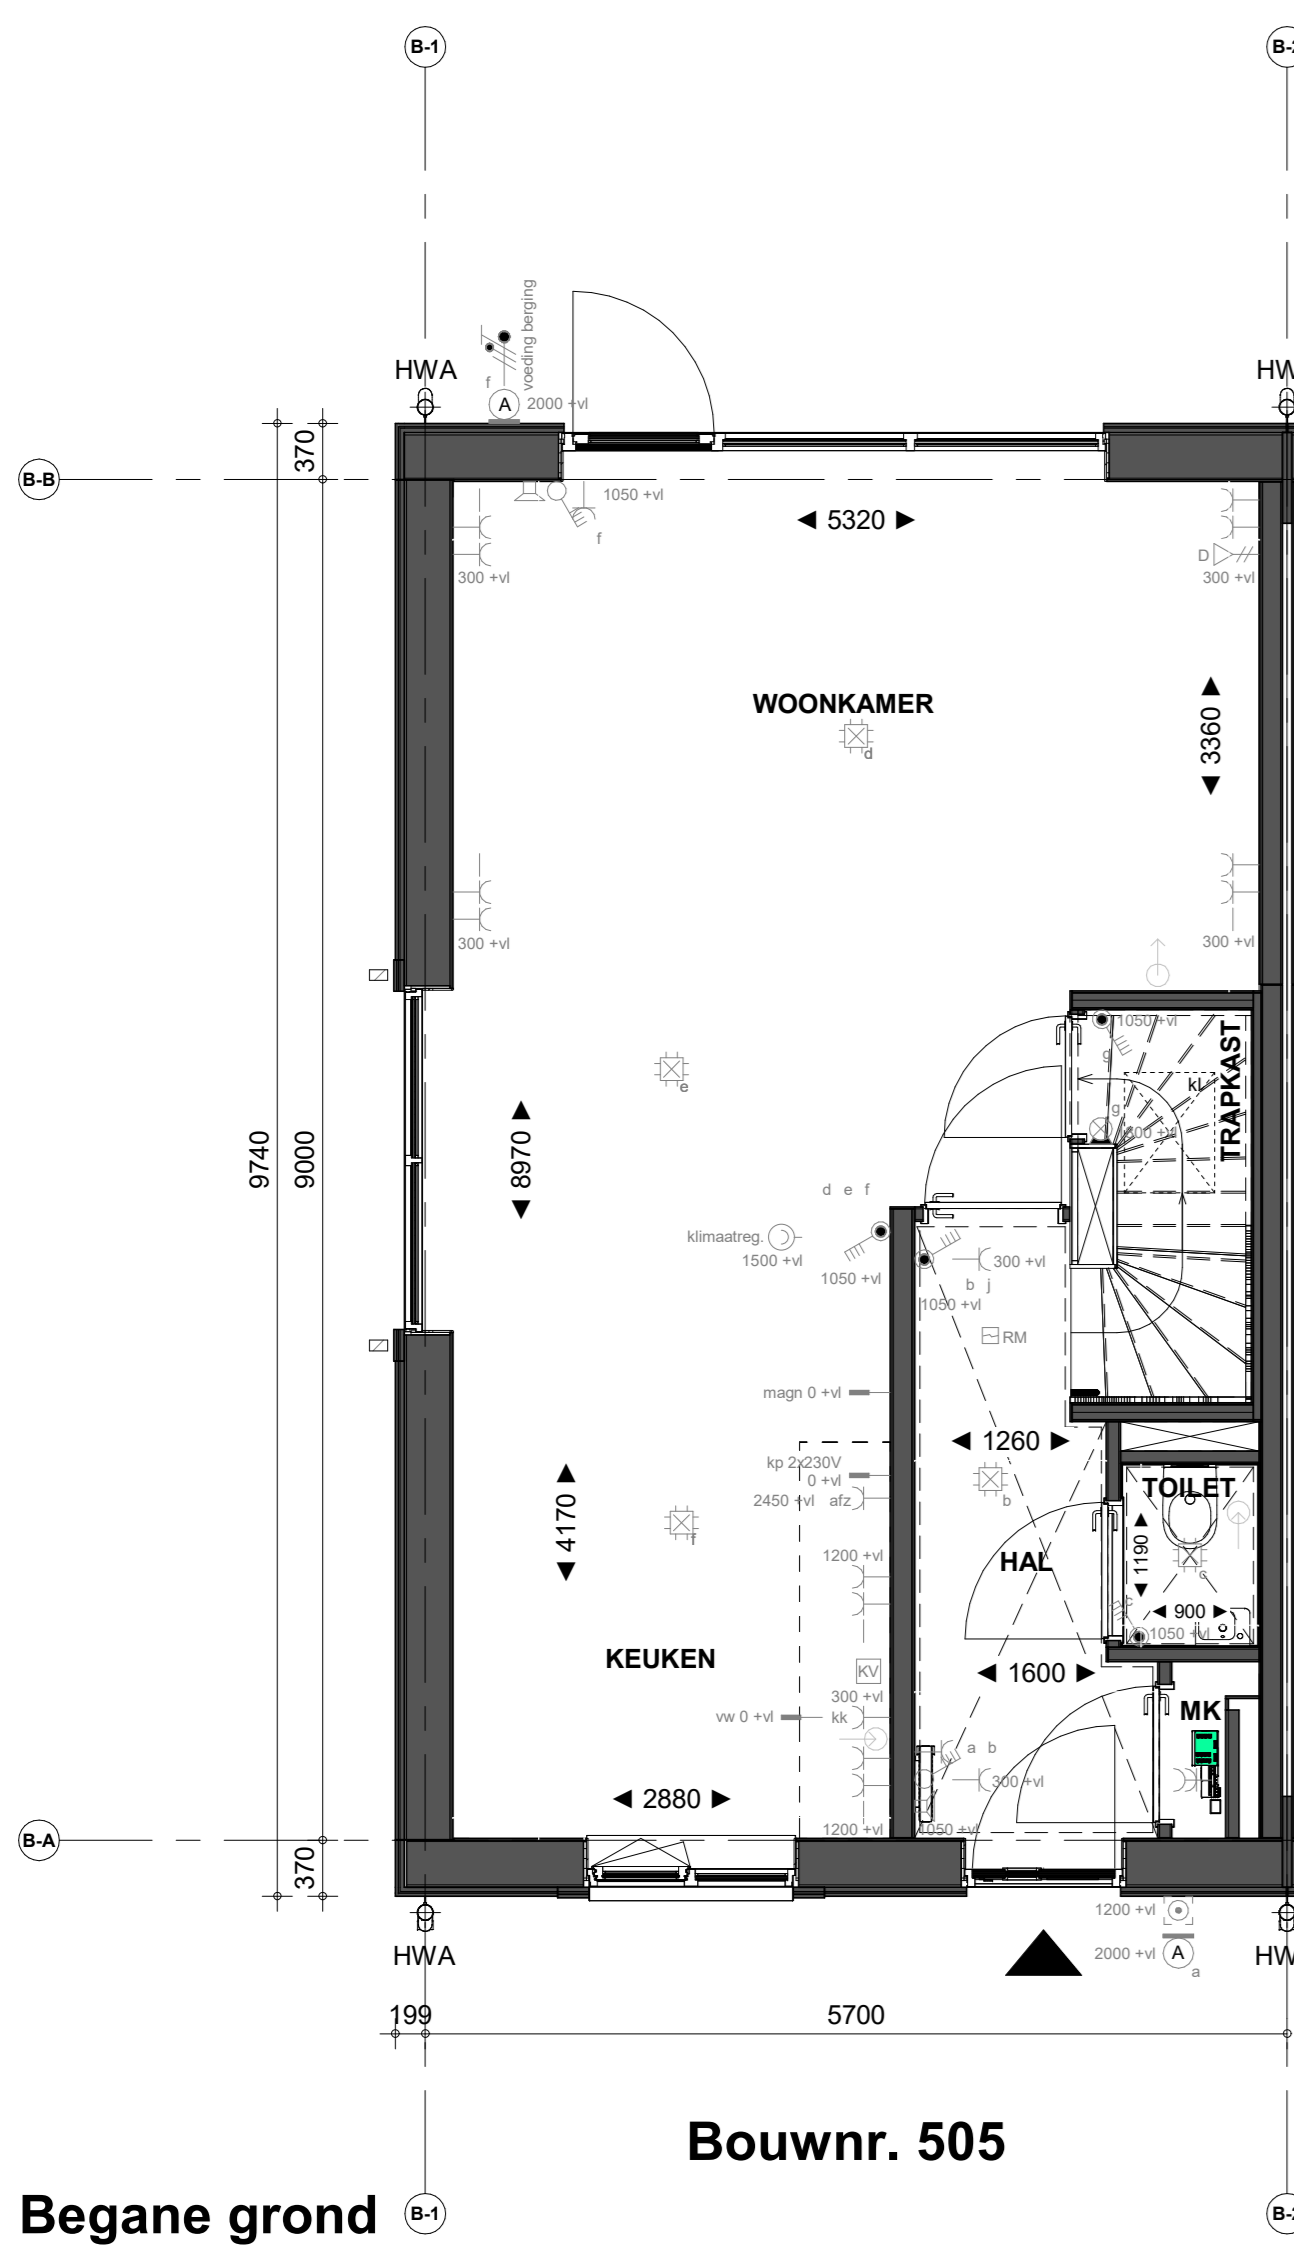 B-1
HWA
f
voeding berging
A
2000 +vl
370
B-B
1050 +vl
f
5320
300 +vl
D
300 +vl
WOONKAMER
d
3360
300 +vl
300 +vl
1050 +vl
g
TRAPKAST
kl
e
g
9740
9000
8970
d e f
klimaatreg.
1500 +vl
1050 +vl
300 +vl
b j
1050 +vl
RM
magn 0 +vl
1260
kp 2x230V
0 +vl
2450 +vl afz
b
TOILET
4170
f
1190
c
HAL
1200 +vl
c
900
1050 +vl
KEUKEN
KV
1600
300 +vl
vw 0 +vl
kk
MK
a b
300 +vl
2880
1200 +vl
1050 +vl
B-A
370
1200 +vl
2000 +vl
A
a
HWA
199
5700
Bouwnr. 505
Begane grond
B-1